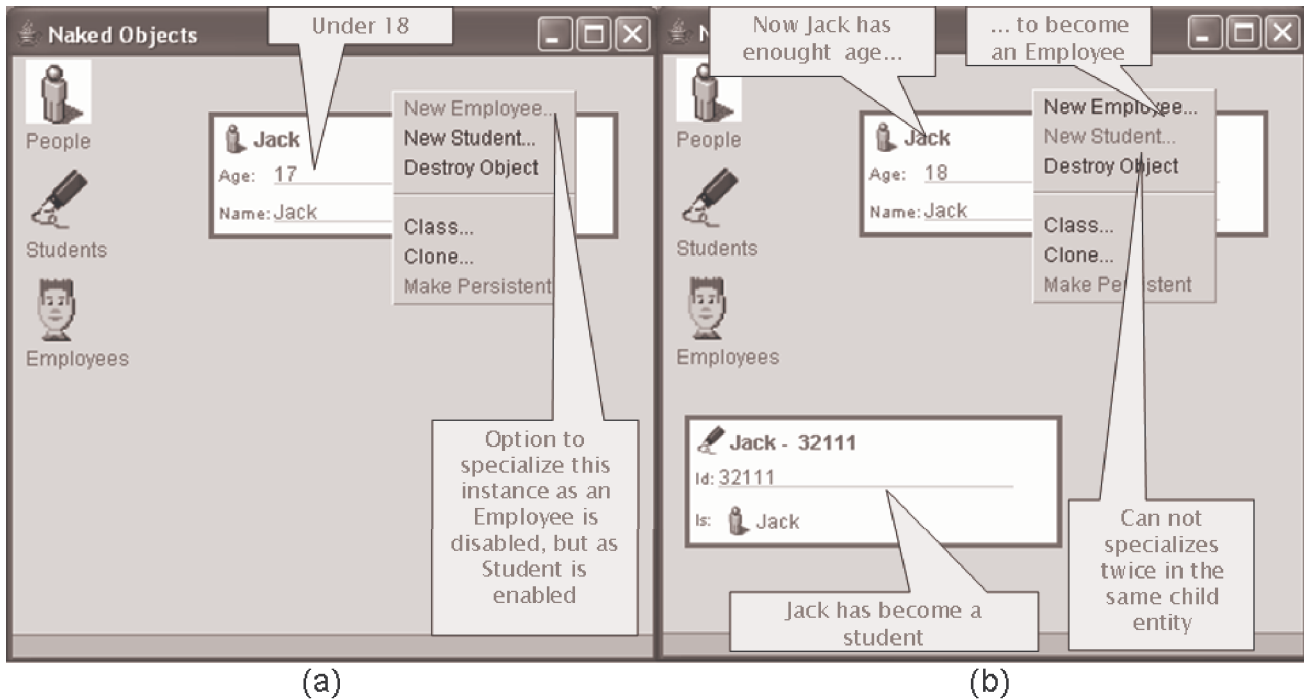 Naked Objects
Under 18
People
Students
Employees
Jack
Age: 17
Name: Jack
New Employee...
New Student...
Destroy Object
Class...
Clone...
Make Persistent
Option to
specialize this
instance as an
Employee is
disabled, but as
Student is
enabled
(a)
N
Now Jack has
enought age...
... to become
an Employee
People
Students
Employees
Jack
Age: 18
Name: Jack
New Employee...
New Student...
Destroy Object
Class...
Clone...
Make Persistent
Jack - 32111
Id: 32111
Is: Jack
Jack has become a
student
Can not
specializes
twice in the
same child
entity
(b)